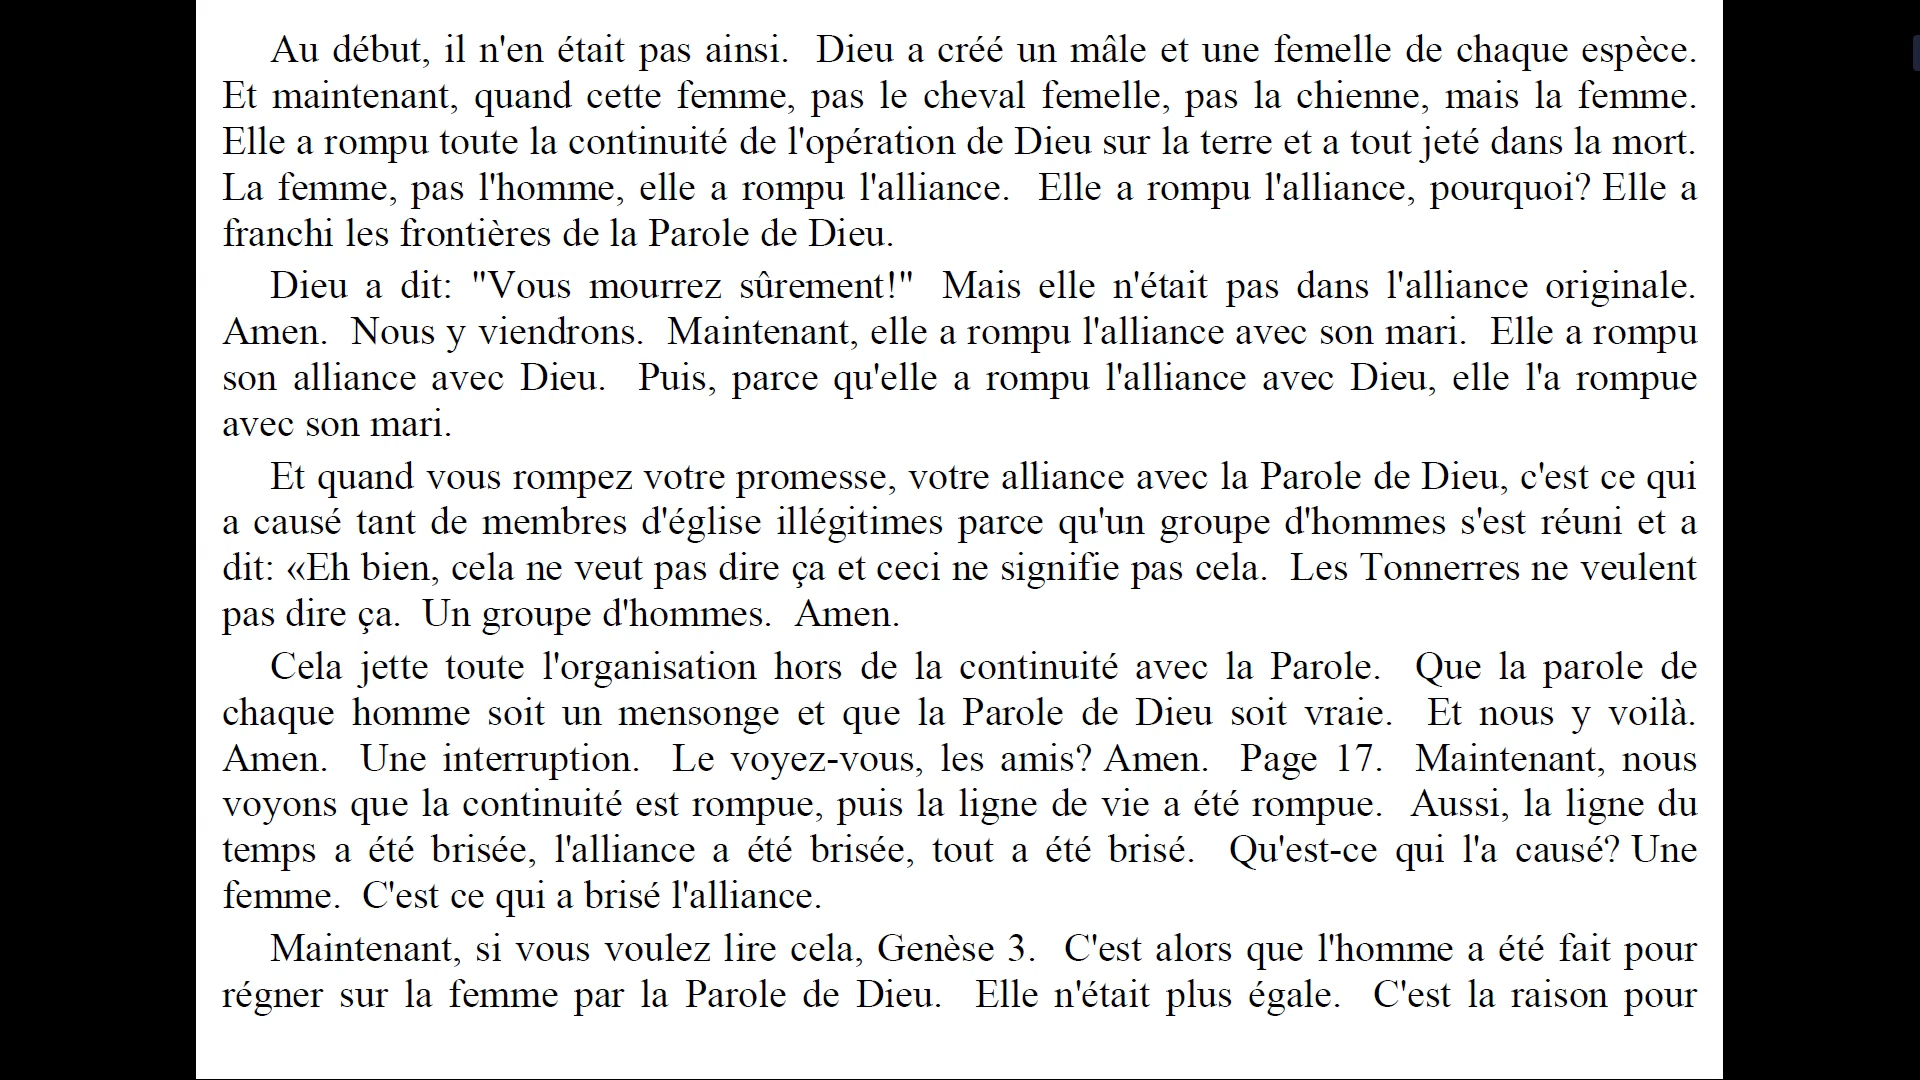 Au début, il n'en était pas ainsi.  Dieu a créé un mâle et une femelle de chaque espèce.
Et maintenant, quand cette femme, pas le cheval femelle, pas la chienne, mais la femme.
Elle a rompu toute la continuité de l'opération de Dieu sur la terre et a tout jeté dans la mort.
La femme, pas l'homme, elle a rompu l'alliance.  Elle a rompu l'alliance, pourquoi? Elle a
franchi les frontières de la Parole de Dieu.
Dieu a dit: "Vous mourrez sûrement!"  Mais elle n'était pas dans l'alliance originale.
Amen.  Nous y viendrons.  Maintenant, elle a rompu l'alliance avec son mari.  Elle a rompu
son alliance avec Dieu.  Puis, parce qu'elle a rompu l'alliance avec Dieu, elle l'a rompue
avec son mari.
Et quand vous rompez votre promesse, votre alliance avec la Parole de Dieu, c'est ce qui
a causé tant de membres d'église illégitimes parce qu'un groupe d'hommes s'est réuni et a
dit: «Eh bien, cela ne veut pas dire ça et ceci ne signifie pas cela.  Les Tonnerres ne veulent
pas dire ça.  Un groupe d'hommes.  Amen.
Cela jette toute l'organisation hors de la continuité avec la Parole.  Que la parole de
chaque homme soit un mensonge et que la Parole de Dieu soit vraie.  Et nous y voilà.
Amen.  Une interruption.  Le voyez-vous, les amis? Amen.  Page 17.  Maintenant, nous
voyons que la continuité est rompue, puis la ligne de vie a été rompue.  Aussi, la ligne du
temps a été brisée, l'alliance a été brisée, tout a été brisé.  Qu'est-ce qui l'a causé? Une
femme.  C'est ce qui a brisé l'alliance.
Maintenant, si vous voulez lire cela, Genèse 3.  C'est alors que l'homme a été fait pour
régner sur la femme par la Parole de Dieu.  Elle n'était plus égale.  C'est la raison pour